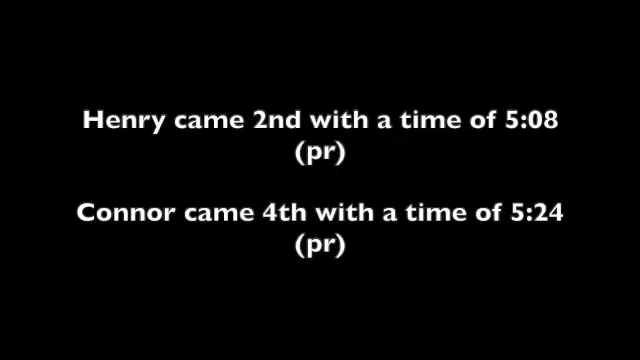 Henry came 2nd with a time of 5:08
(pr)
Connor came 4th with a time of 5:24
(pr)